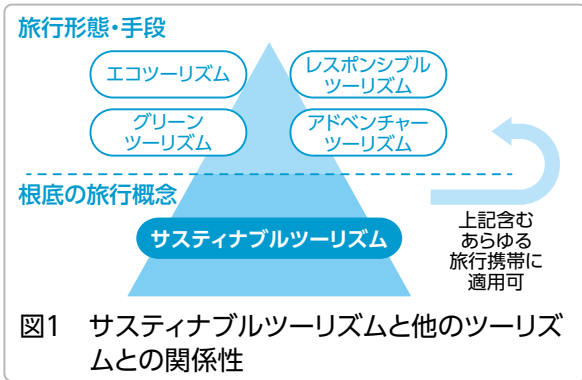 旅行形態・手段
エコツーリズム
レスポンシブル
ツーリズム
グリーン
ツーリズム
アドベンチャー
ツーリズム
根底の旅行概念
サスティナブルツーリズム
上記含む
あらゆる
旅行携帯に
適用可
図1 サスティナブルツーリズムと他のツーリズ
ムとの関係性